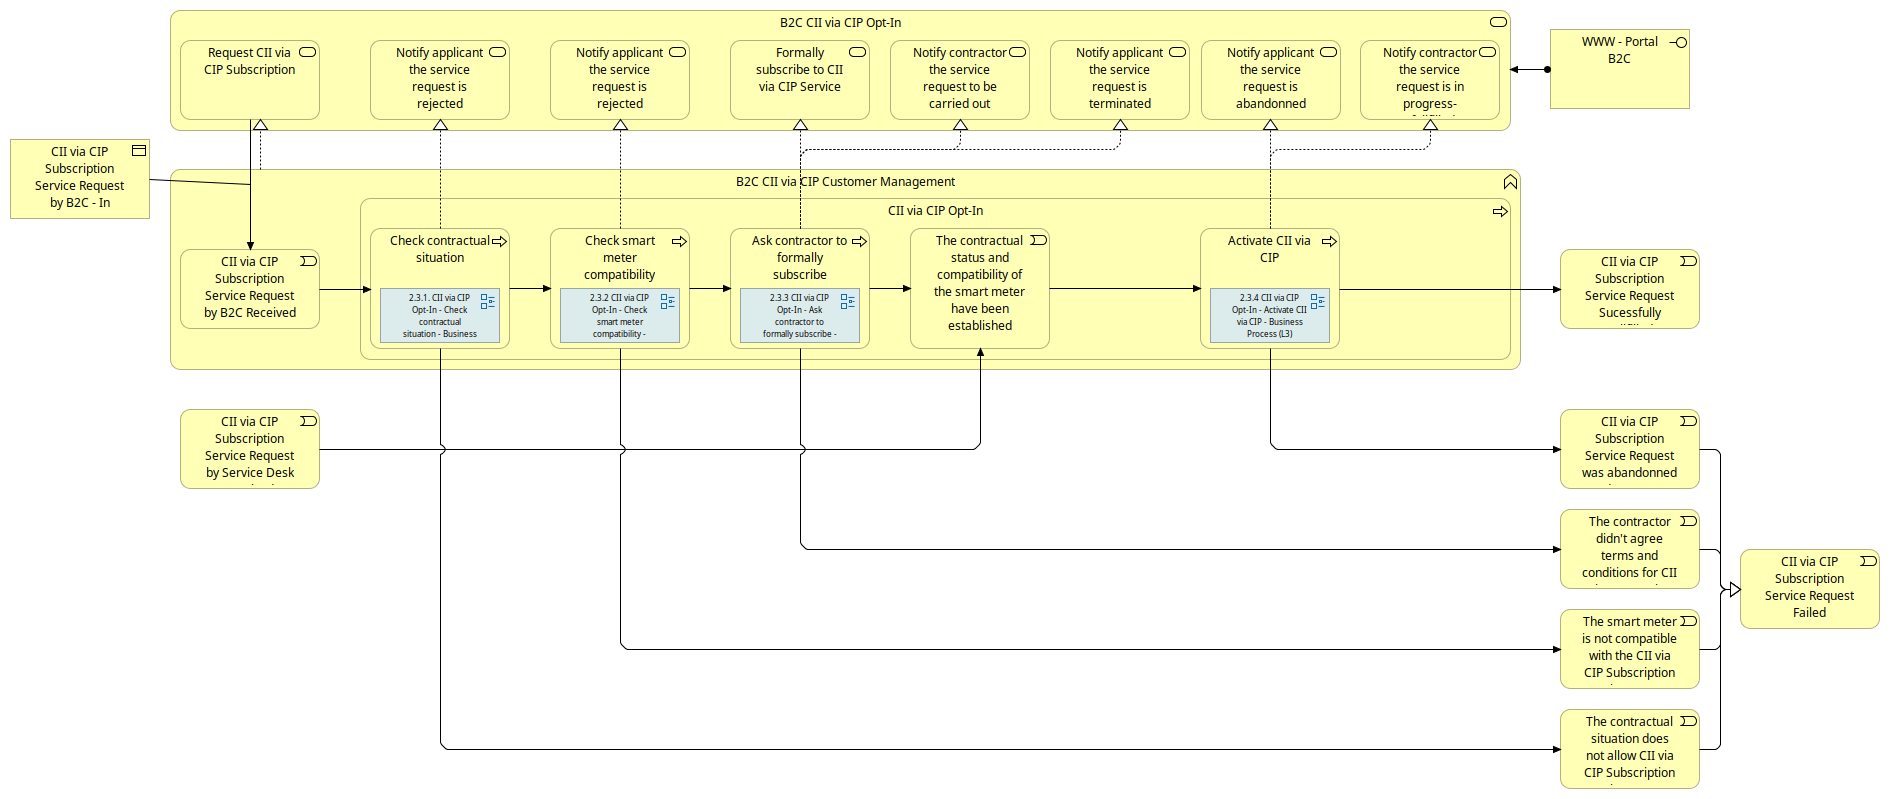 B2C CII via CIP Opt-In
Request CII via
CIP Subscription
Notify applicant
the service
request is
rejected
Notify applicant
the service
request is
rejected
Formally
subscribe to CII
via CIP Service
Notify contractor
the service
request to be
carried out
Notify applicant
the service
request is
terminated
Notify applicant
the service
request is
abandonned
Notify contractor
the service
request is in
progress-
WWW - Portal
B2C
CII via CIP
Subscription
Service Request
by B2C - In
B2C CII via CIP Customer Management
CII via CIP Opt-In
CII via CIP
Subscription
Service Request
by B2C Received
Check contractual
situation
2.3.1. CII via CIP
Opt-In - Check
contractual
situation - Business
Check smart
meter
compatibility
2.3.2 CII via CIP
Opt-In - Check
smart meter
compatibility -
Ask contractor to
formally
subscribe
2.3.3 CII via CIP
Opt-In - Ask
contractor to
formally subscribe -
The contractual
status and
compatibility of
the smart meter
have been
established
Activate CII via
CIP
2.3.4 CII via CIP
Opt-In - Activate CII
via CIP - Business
Process (L3)
CII via CIP
Subscription
Service Request
Sucessfully
CII via CIP
Subscription
Service Request
by Service Desk
CII via CIP
Subscription
Service Request
was abandonned
The contractor
didn't agree
terms and
conditions for CII
CII via CIP
Subscription
Service Request
Failed
The smart meter
is not compatible
with the CII via
CIP Subscription
The contractual
situation does
not allow CII via
CIP Subscription